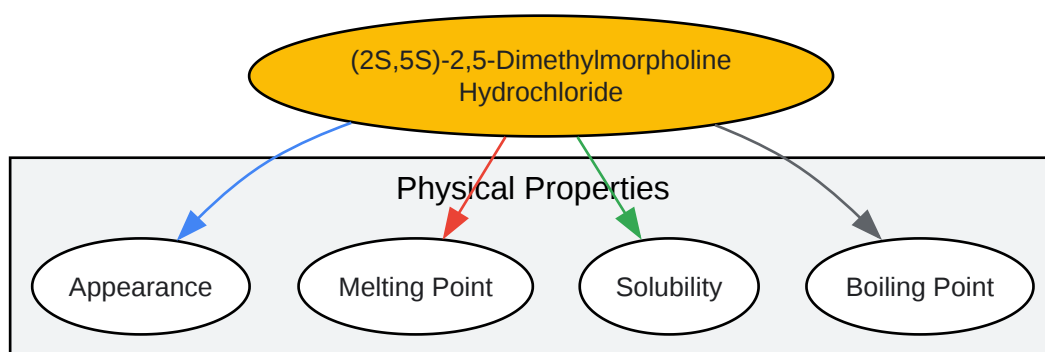 (2S,5S)-2,5-Dimethylmorpholine
Hydrochloride
Physical Properties
Appearance
Melting Point
Solubility
Boiling Point